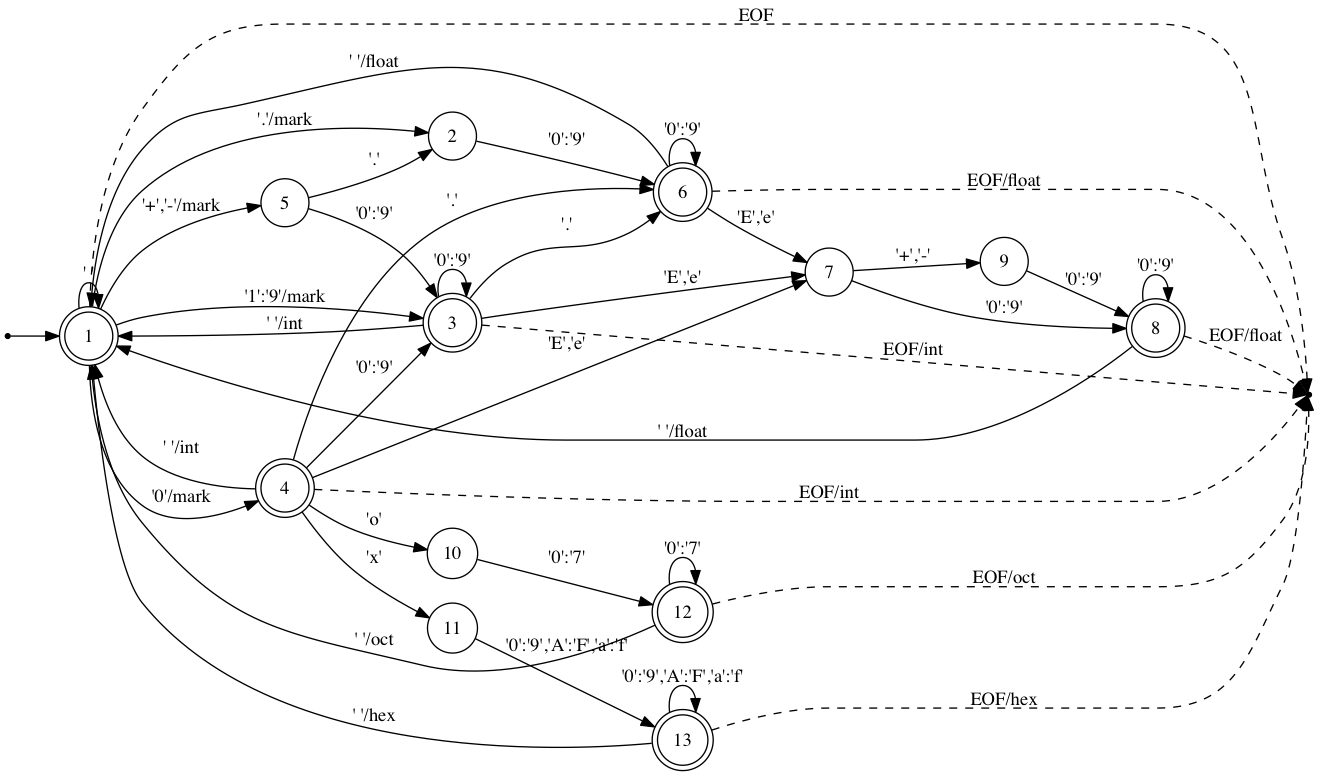 EOF
' '/float
'.'/mark
2
'0':'9'
'0':'9'
'.'
6
EOF/float
'+','-'/mark
5
'0':'9'
'.'
'.'
'E','e'
' '
'0':'9'
'+','-'
9
'0':'9'
'0':'9'
7
'E','e'
'1':'9'/mark
3
'0':'9'
8
EOF/float
1
' '/int
'E','e'
EOF/int
'0':'9'
' '/float
' '/int
4
'0'/mark
EOF/int
'o'
10
'0':'7'
'0':'7'
'x'
EOF/oct
12
11
' '/oct
'0':'9','A':'F','a':'f'
'0':'9','A':'F','a':'f'
EOF/hex
' '/hex
13